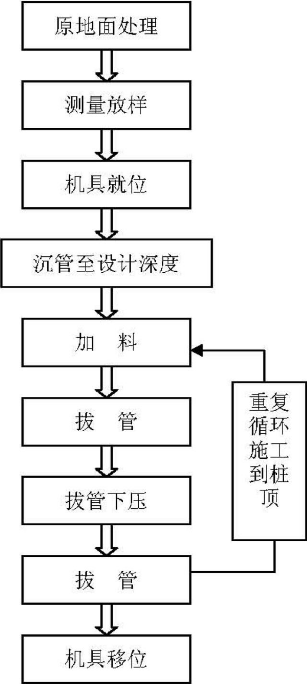 原地面处理
测量放样
机具就位
沉管至设计深度
加 料
拔 管
拔管下压
拔 管
机具移位
重复
循环
施工
到桩
顶